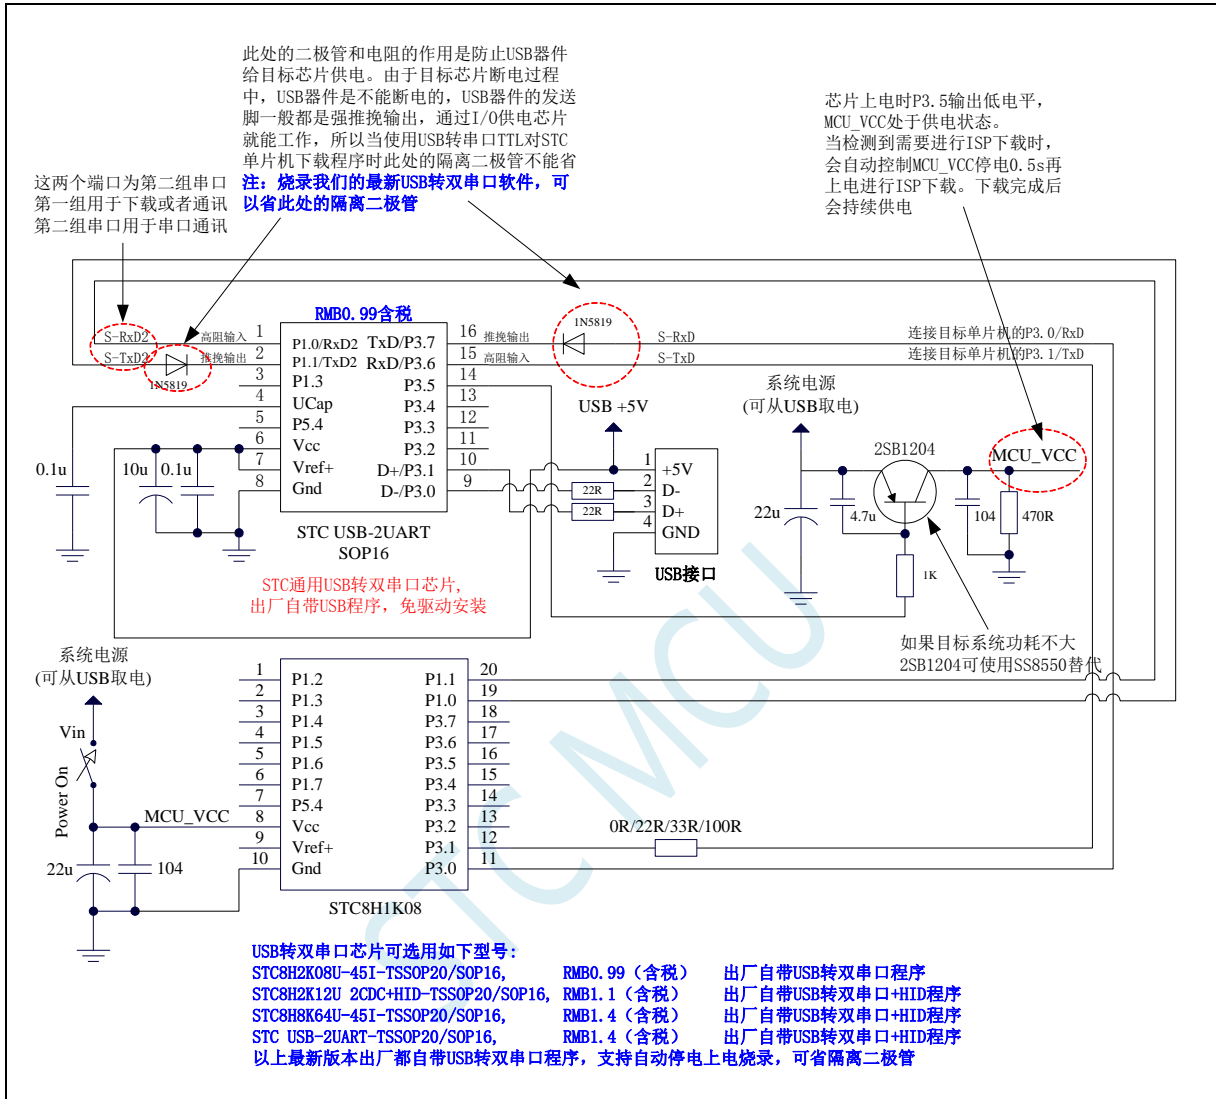 此处的二极管和电阻的作用是防止USB器件
给目标芯片供电。由于目标芯片断电过程
中，USB器件是不能断电的，USB器件的发送
脚一般都是强推挽输出，通过I/O供电芯片
就能工作，所以当使用USB转串口TTL对STC
单片机下载程序时此处的隔离二极管不能省
注：烧录我们的最新USB转双串口软件，可
以省此处的隔离二极管
芯片上电时P3.5输出低电平，
MCU_VCC处于供电状态。
当检测到需要进行ISP下载时，
会自动控制MCU_VCC停电0.5s再
上电进行ISP下载。下载完成后
会持续供电
这两个端口为第二组串口
第一组用于下载或者通讯
第二组串口用于串口通讯
RMB0.99含税
S-RxD2
高阻输入
1
P1.0/RxD2
TxD/P3.7
16
推挽输出
1N5819
S-RxD
连接目标单片机的P3.0/RxD
S-TxD2
1N5819
推挽输出
2
P1.1/TxD2
RxD/P3.6
15
高阻输入
S-TxD
连接目标单片机的P3.1/TxD
3
P1.3
P3.5
14
4
UCap
P3.4
13
5
P5.4
P3.3
12
6
Vcc
P3.2
11
7
Vref+
D+/P3.1
10
8
Gnd
D-/P3.0
9
0.1u
10u
0.1u
STC USB-2UART
SOP16
STC通用USB转双串口芯片，
出厂自带USB程序，免驱动安装
USB +5V
22R
22R
1
+5V
2
D-
3
D+
4
GND
USB接口
系统电源
(可从USB取电)
22u
4.7u
2SB1204
1K
104
470R
MCU_VCC
如果目标系统功耗不大
2SB1204可使用SS8550替代
系统电源
(可从USB取电)
Vin
Power On
22u
104
MCU_VCC
1
P1.2
P1.1
20
2
P1.3
P1.0
19
3
P1.4
P3.7
18
4
P1.5
P3.6
17
5
P1.6
P3.5
16
6
P1.7
P3.4
15
7
P5.4
P3.3
14
8
Vcc
P3.2
13
9
Vref+
P3.1
12
10
Gnd
P3.0
11
0R/22R/33R/100R
STC8H1K08
STC MCU
USB转双串口芯片可选用如下型号：
STC8H2K08U-45I-TSSOP20/SOP16, RMB0.99（含税） 出厂自带USB转双串口程序
STC8H2K12U 2CDC+HID-TSSOP20/SOP16, RMB1.1（含税） 出厂自带USB转双串口+HID程序
STC8H8K64U-45I-TSSOP20/SOP16, RMB1.4（含税） 出厂自带USB转双串口+HID程序
STC USB-2UART-TSSOP20/SOP16, RMB1.4（含税） 出厂自带USB转双串口+HID程序
以上最新版本出厂都自带USB转双串口程序，支持自动停电上电烧录，可省隔离二极管